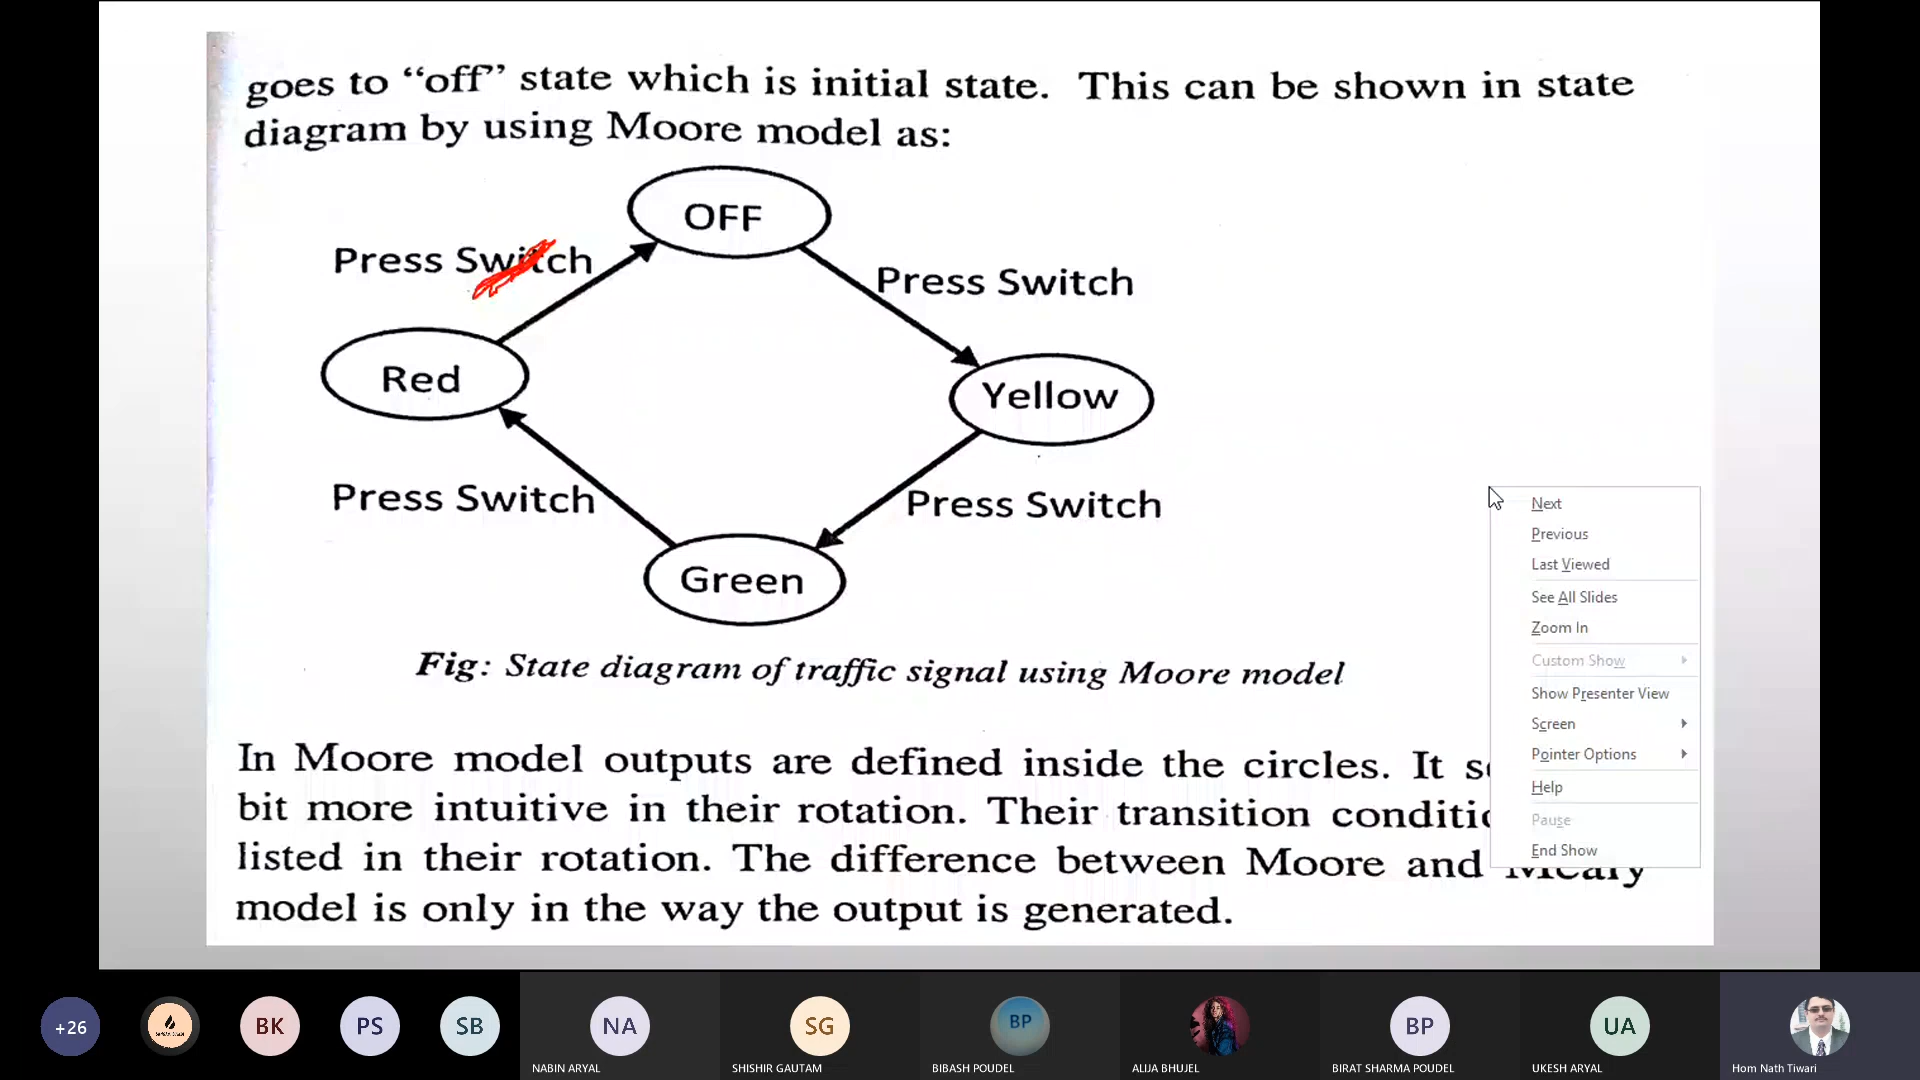 goes to “off” state which is initial state. This can be shown in state
diagram by using Moore model as:
OFF
Press Switch
Press Switch
Red
Yellow
Press Switch
Press Switch
Green
Fig: State diagram of traffic signal using Moore model
In Moore model outputs are defined inside the circles. It
bit more intuitive in their rotation. Their transition
listed in their rotation. The difference between Moore and Mealy
model is only in the way the output is generated.
Next
Previous
Last Viewed
See All Slides
Zoom In
Custom Show
Show Presenter View
Screen
Pointer Options
Help
Pause
End Show
+26
BK
PS
SB
NA
SG
BP
BP
UA
NABIN ARYAL
SHISHIR GAUTAM
BIBASH POUDEL
ALIJA BHUJEL
BIRAT SHARMA POUDEL
UKESH ARYAL
Hom Nath Tiwari